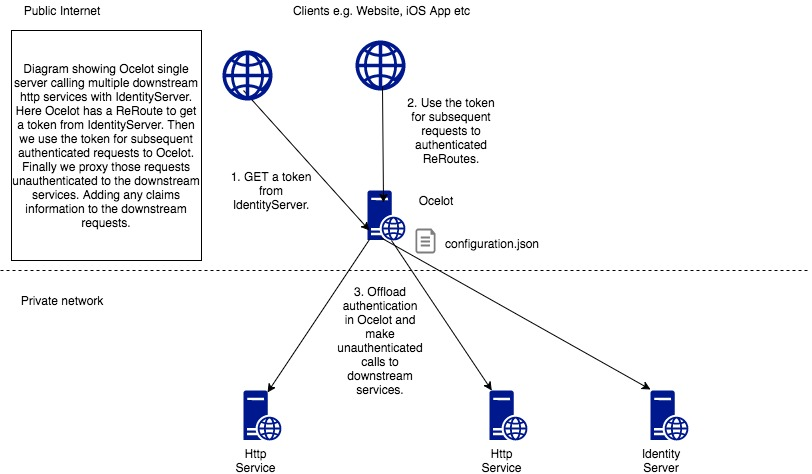 Public Internet
Clients e.g. Website, iOS App etc
Diagram showing Ocelot single
server calling multiple downstream
http services with IdentityServer.
Here Ocelot has a ReRoute to get
a token from IdentityServer. Then
we use the token for subsequent
authenticated requests to Ocelot.
Finally we proxy those requests
unauthenticated to the downstream
services. Adding any claims
information to the downstream
requests.
2. Use the token
for subsequent
requests to
authenticated
ReRoutes.
1. GET a token
from
IdentityServer.
Ocelot
configuration.json
Private network
3. Offload
authentication
in Ocelot and
make
unauthenticated
calls to
downstream
services.
Http
Service
Http
Service
Identity
Server